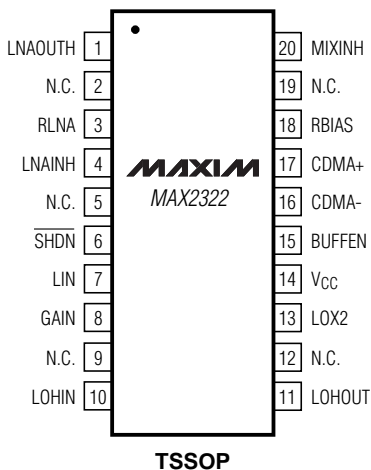 LNAOUTH 1
N.C. 2
RLNA 3
LNAINH 4
N.C. 5
SHDN 6
LIN 7
GAIN 8
N.C. 9
LOHIN 10
MAXIM
MAX2322
20 MIXINH
19 N.C.
18 RBIAS
17 CDMA+
16 CDMA-
15 BUFFEN
14 VCC
13 LOX2
12 N.C.
11 LOHOUT
TSSOP